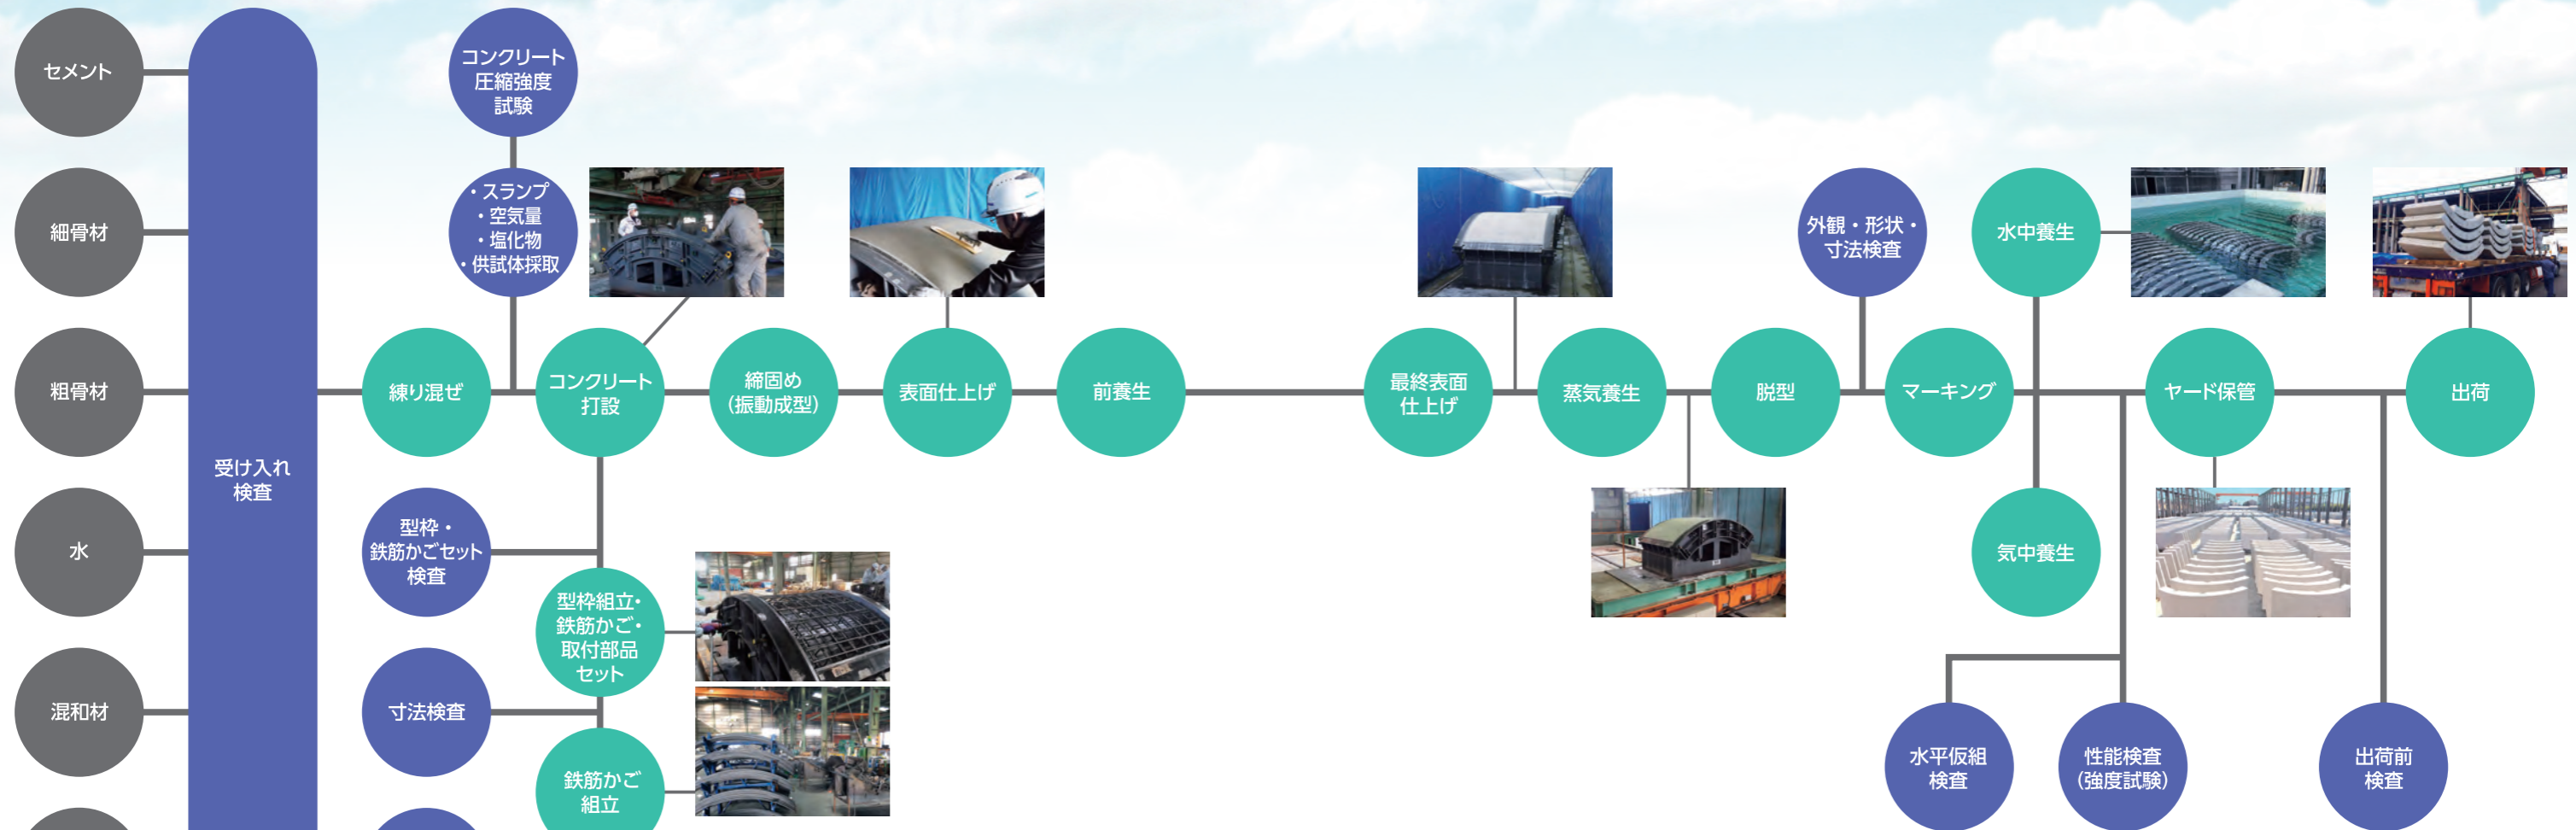 セメント
細骨材
粗骨材
水
混和材
受け入れ
検査
コンクリート
圧縮強度
試験
・スランプ
・空気量
・塩化物
・供試体採取
練り混ぜ
コンクリート
打設
締固め
（振動成型）
表面仕上げ
前養生
最終表面
仕上げ
蒸気養生
脱型
マーキング
ヤード保管
出荷
外観・形状・
寸法検査
水中養生
気中養生
型枠・
鉄筋かごセット
検査
型枠組立・
鉄筋かご・
取付部品
セット
寸法検査
鉄筋かご
組立
水平仮組
検査
性能検査
（強度試験）
出荷前
検査